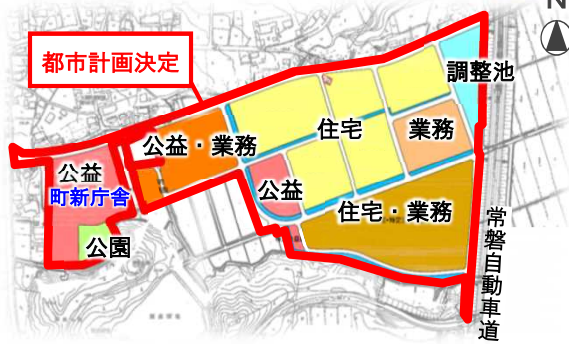 N
都市計画決定
調整池
公益・業務
住宅
業務
公益
町新庁舎
公益
住宅・業務
公園
常磐自動車道